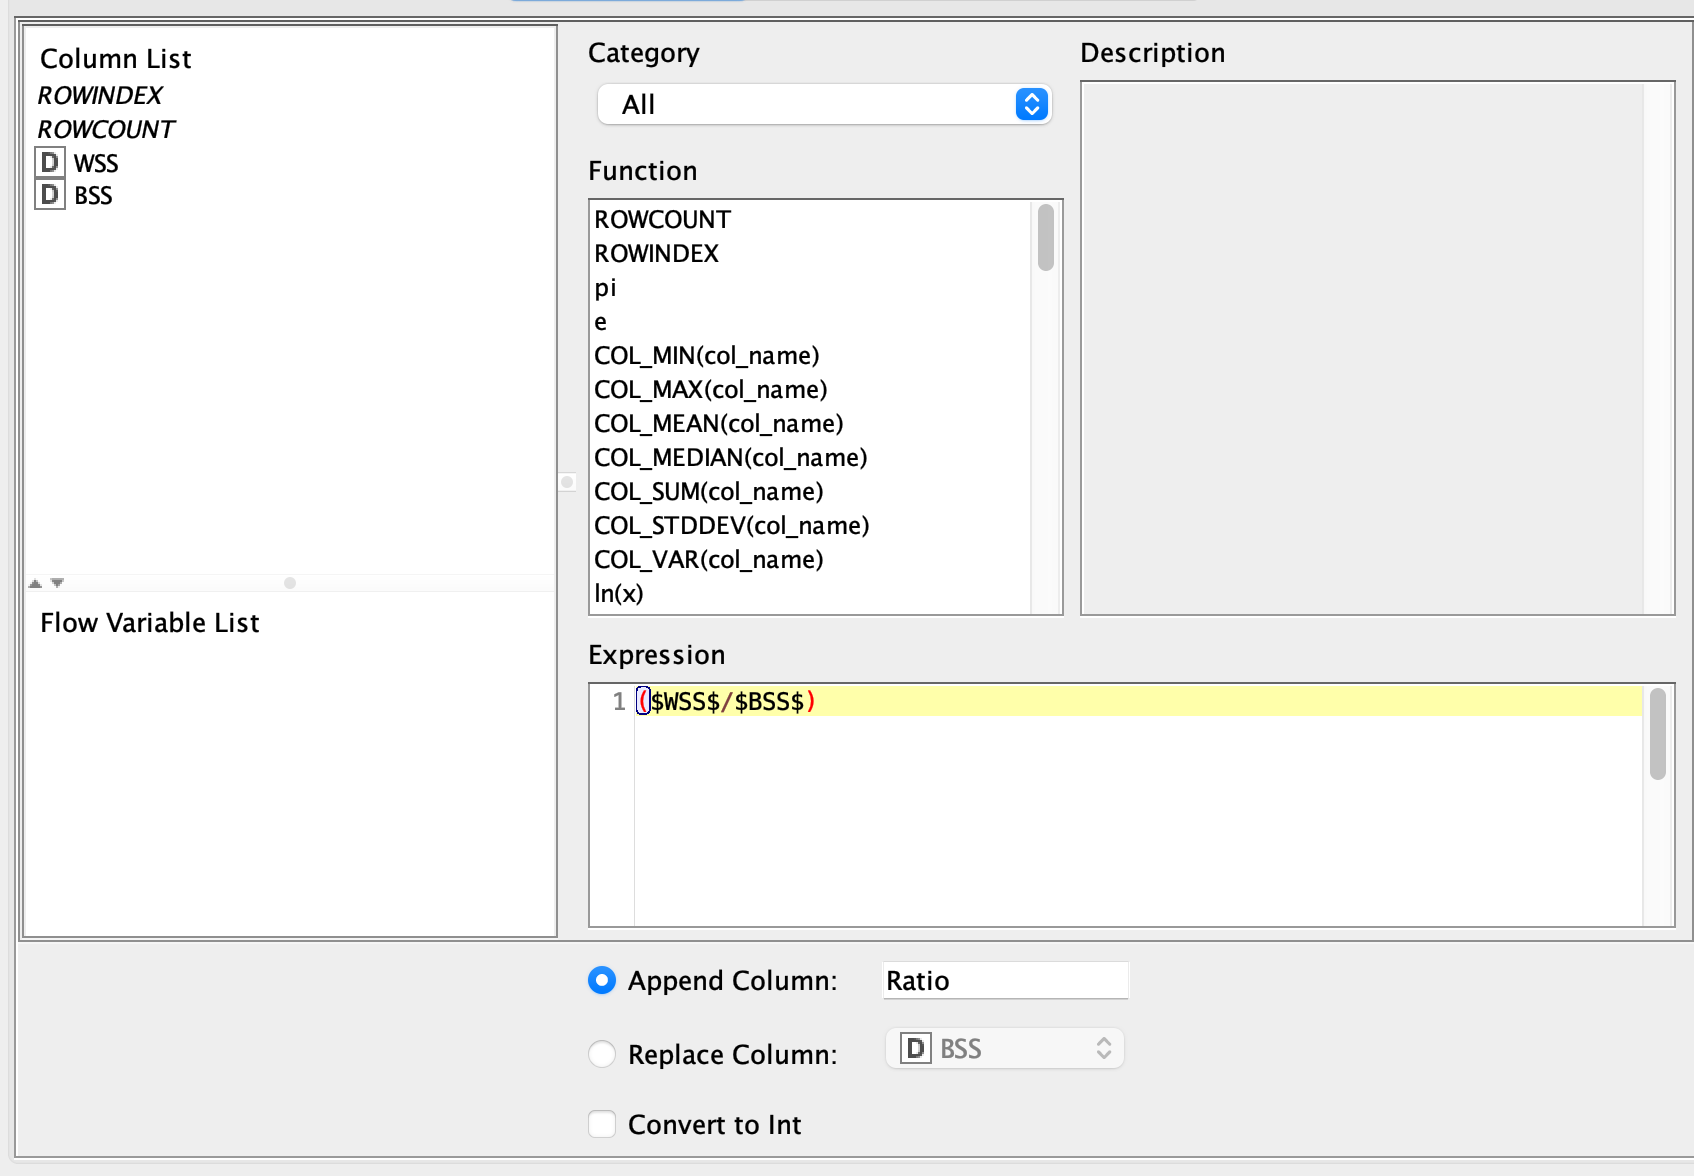 Column List
ROWINDEX
ROWCOUNT
D WSS
D BSS
Flow Variable List
Category
All
Function
ROWCOUNT
ROWINDEX
pi
e
COL_MIN(col_name)
COL_MAX(col_name)
COL_MEAN(col_name)
COL_MEDIAN(col_name)
COL_SUM(col_name)
COL_STDDEV(col_name)
COL_VAR(col_name)
ln(x)
Description
Expression
1 ($WSS$/$BSS$)
Append Column: Ratio
Replace Column: D BSS
Convert to Int